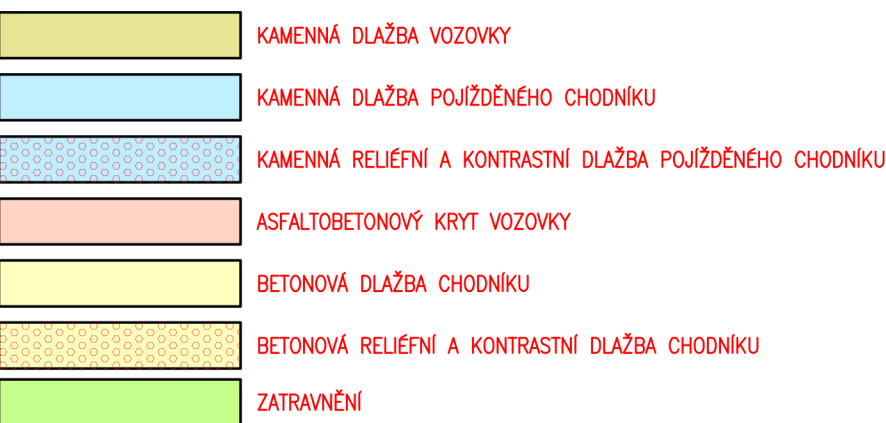 KAMENNÁ DLAŽBA VOZOVKY
KAMENNÁ DLAŽBA POJÍŽDĚNÉHO CHODNÍKU
KAMENNÁ RELIÉFNÍ A KONTRASTNÍ DLAŽBA POJÍŽDĚNÉHO CHODNÍKU
ASFALTOBETONOVÝ KRYT VOZOVKY
BETONOVÁ DLAŽBA CHODNÍKU
BETONOVÁ RELIÉFNÍ A KONTRASTNÍ DLAŽBA CHODNÍKU
ZATRAVNĚNÍ